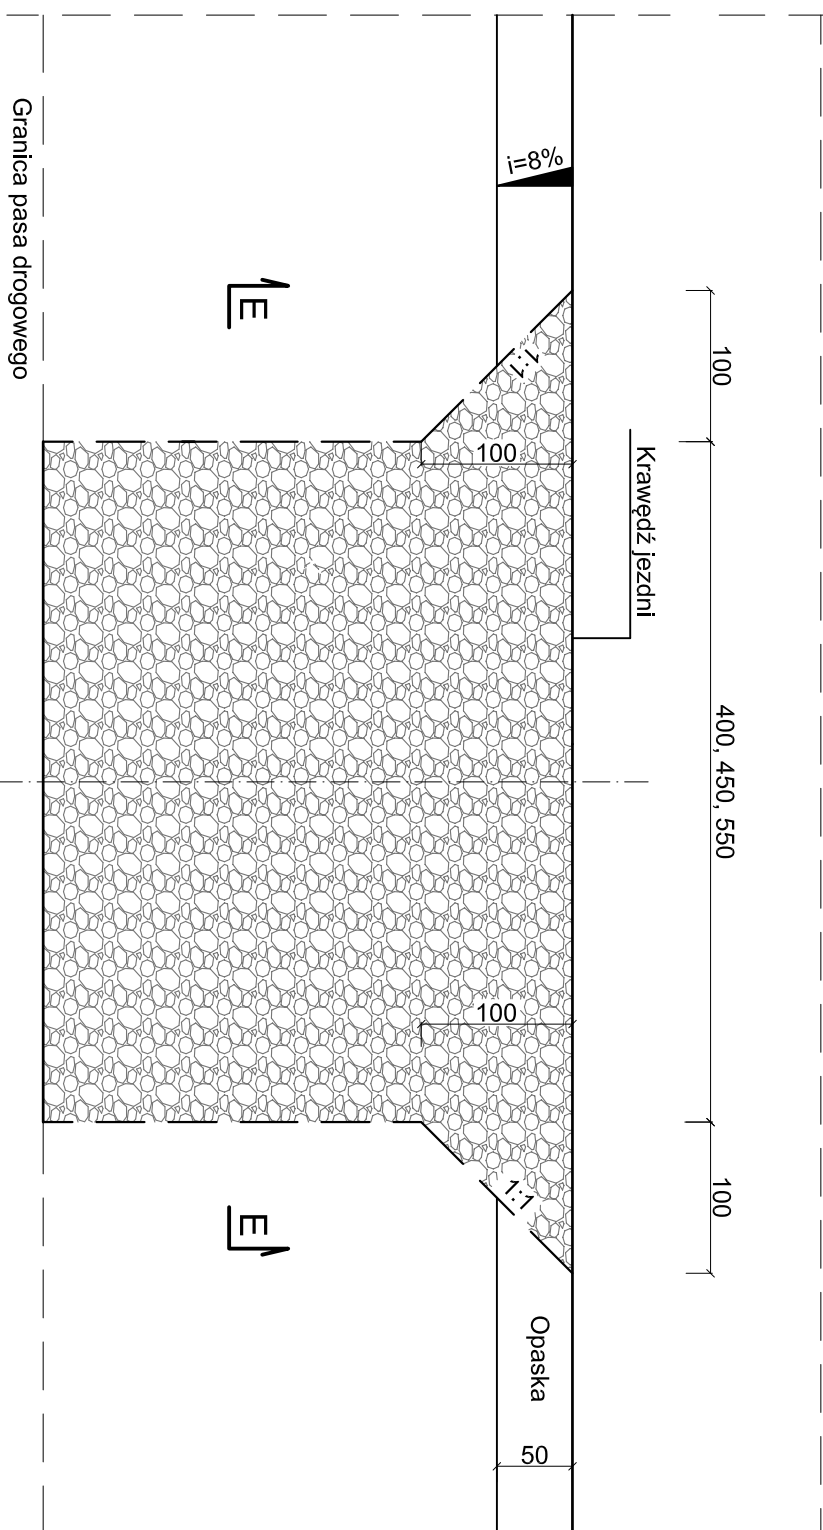 100
400, 450, 550
100
Krawędź jezdni
i=8%
1:1
100
100
1:1
Opaska
50
E
E
Granica pasa drogowego